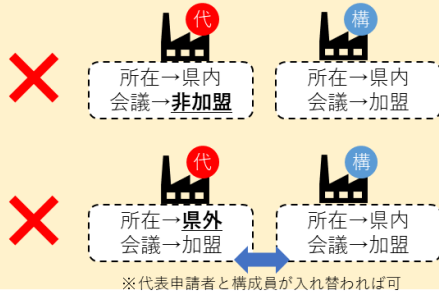 代 構
所在→県内 所在→県内
会議→非加盟 会議→加盟
代 構
所在→県外 所在→県内
会議→加盟 会議→加盟
※代表申請者と構成員が入れ替われば可